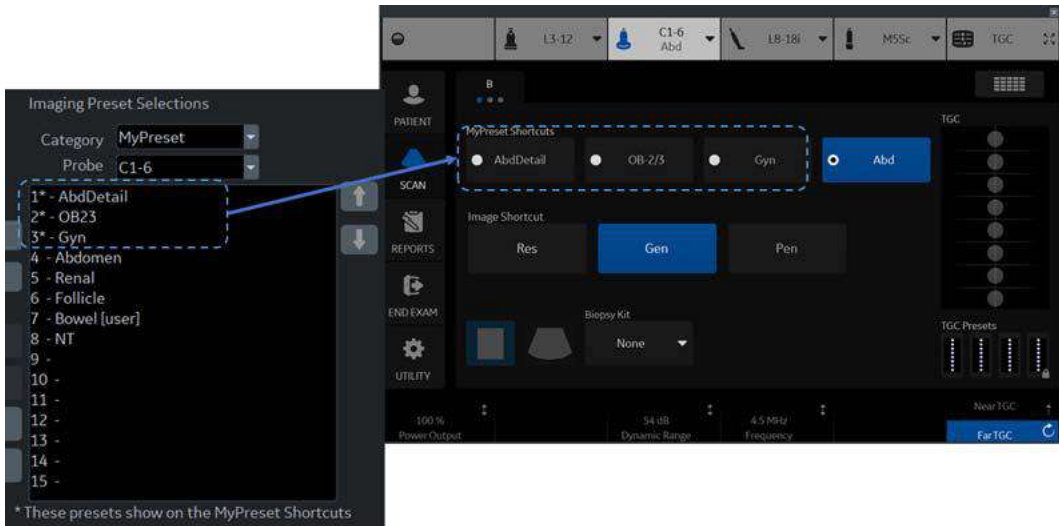 Imaging Preset Selections
Category MyPreset
Probe C1-6
1* - AbdDetail
2* - OB23
3* - Gyn
4 - Abdomen
5 - Renal
6 - Follicle
7 - Bowel [user]
8 - NT
9 -
10 -
11 -
12 -
13 -
14 -
15 -
* These presets show on the MyPreset Shortcuts
L3-12
C1-6
Abd
L8-18i
M5Sc
TGC
PATIENT
SCAN
REPORTS
END EXAM
UTILITY
B
MyPreset Shortcuts
AbdDetail
OB-2/3
Gyn
Abd
Image Shortcut
Res
Gen
Pen
Biopsy Kit
None
TGC
TGC Presets
100 %
Power Output
54 dB
Dynamic Range
4.5 MHz
Frequency
Near TGC
Far TGC